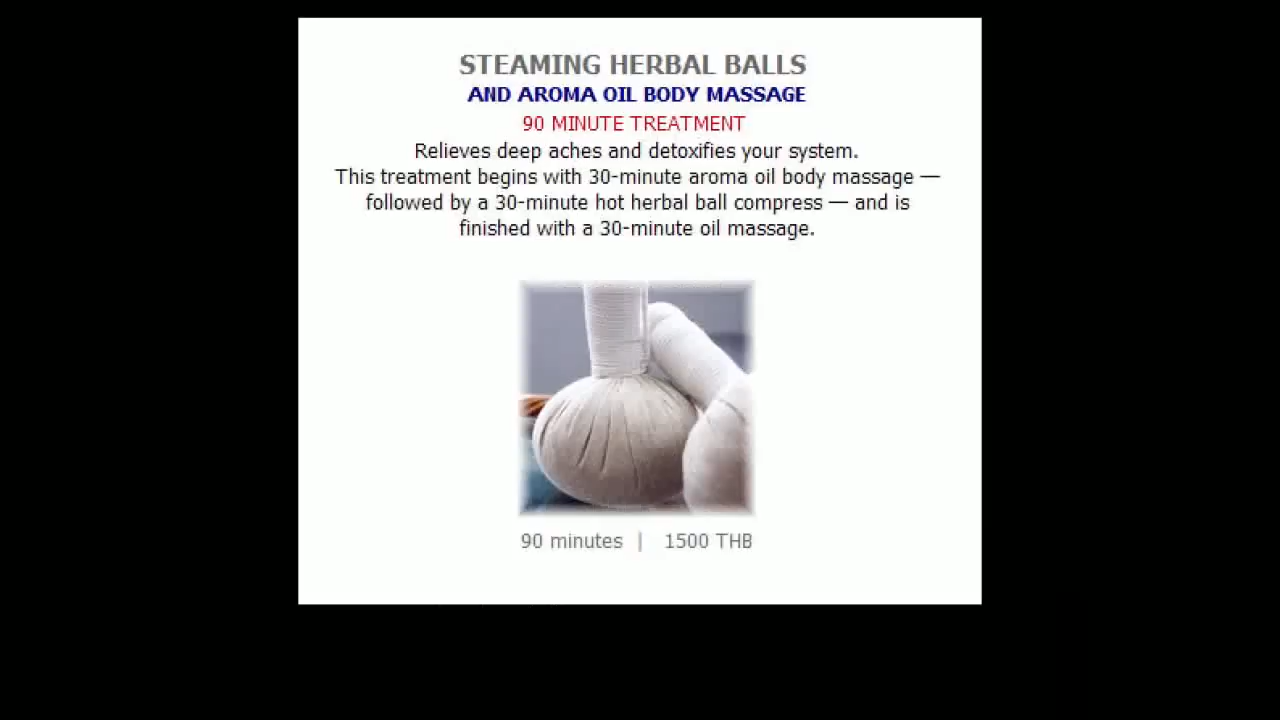 STEAMING HERBAL BALLS
AND AROMA OIL BODY MASSAGE
90 MINUTE TREATMENT
Relieves deep aches and detoxifies your system.
This treatment begins with 30-minute aroma oil body massage —
followed by a 30-minute hot herbal ball compress — and is
finished with a 30-minute oil massage.
90 minutes | 1500 THB